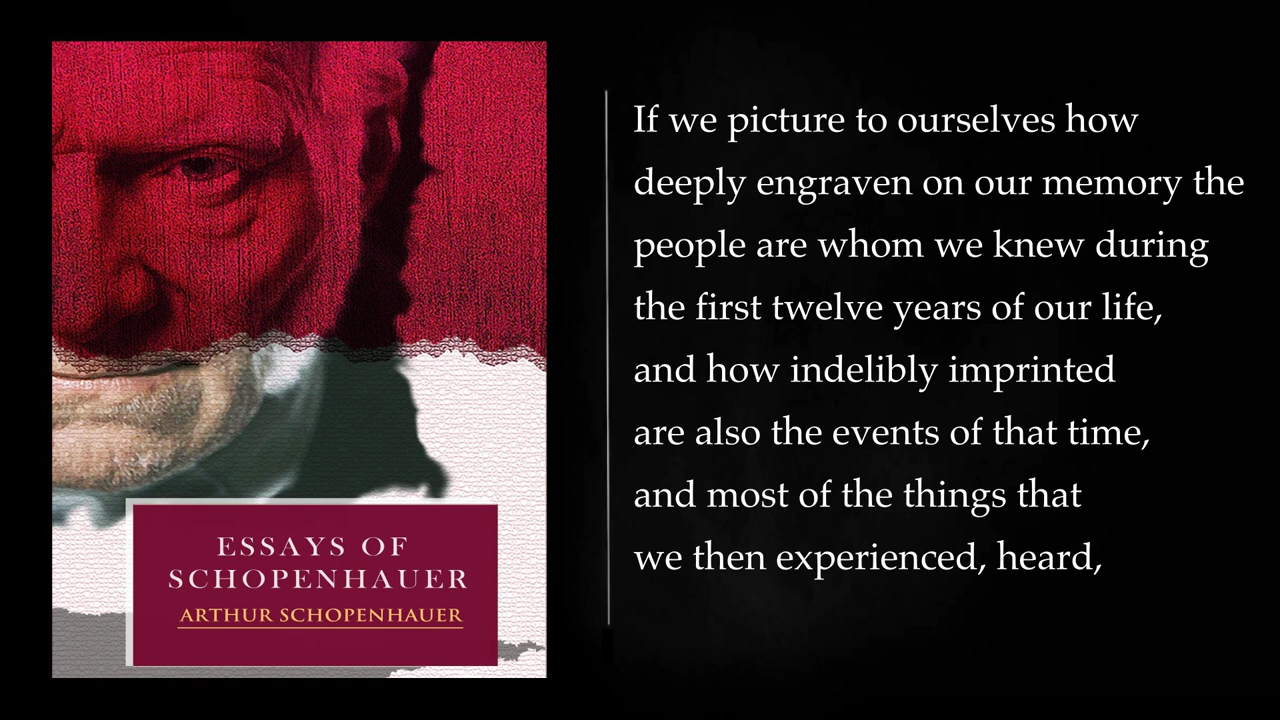 ESSAYS OF
SCHOPENHAUER
ARTHUR SCHOPENHAUER
If we picture to ourselves how
deeply engraven on our memory the
people are whom we knew during
the first twelve years of our life,
and how indelibly imprinted
are also the events of that time,
and most of the things that
we then experienced, heard,